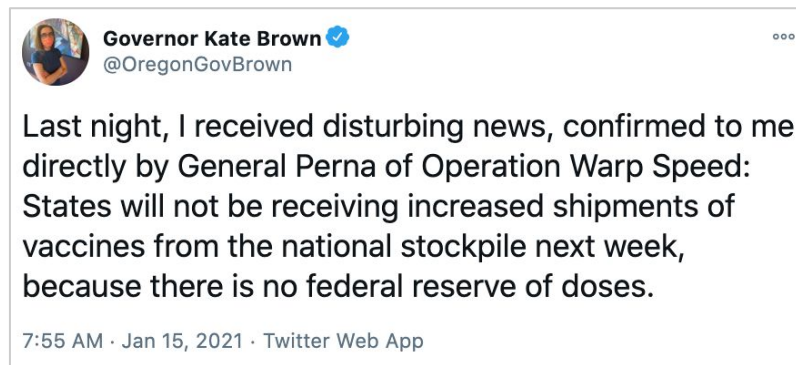 Governor Kate Brown
@OregonGovBrown
Last night, I received disturbing news, confirmed to me
directly by General Perna of Operation Warp Speed:
States will not be receiving increased shipments of
vaccines from the national stockpile next week,
because there is no federal reserve of doses.
7:55 AM · Jan 15, 2021 · Twitter Web App